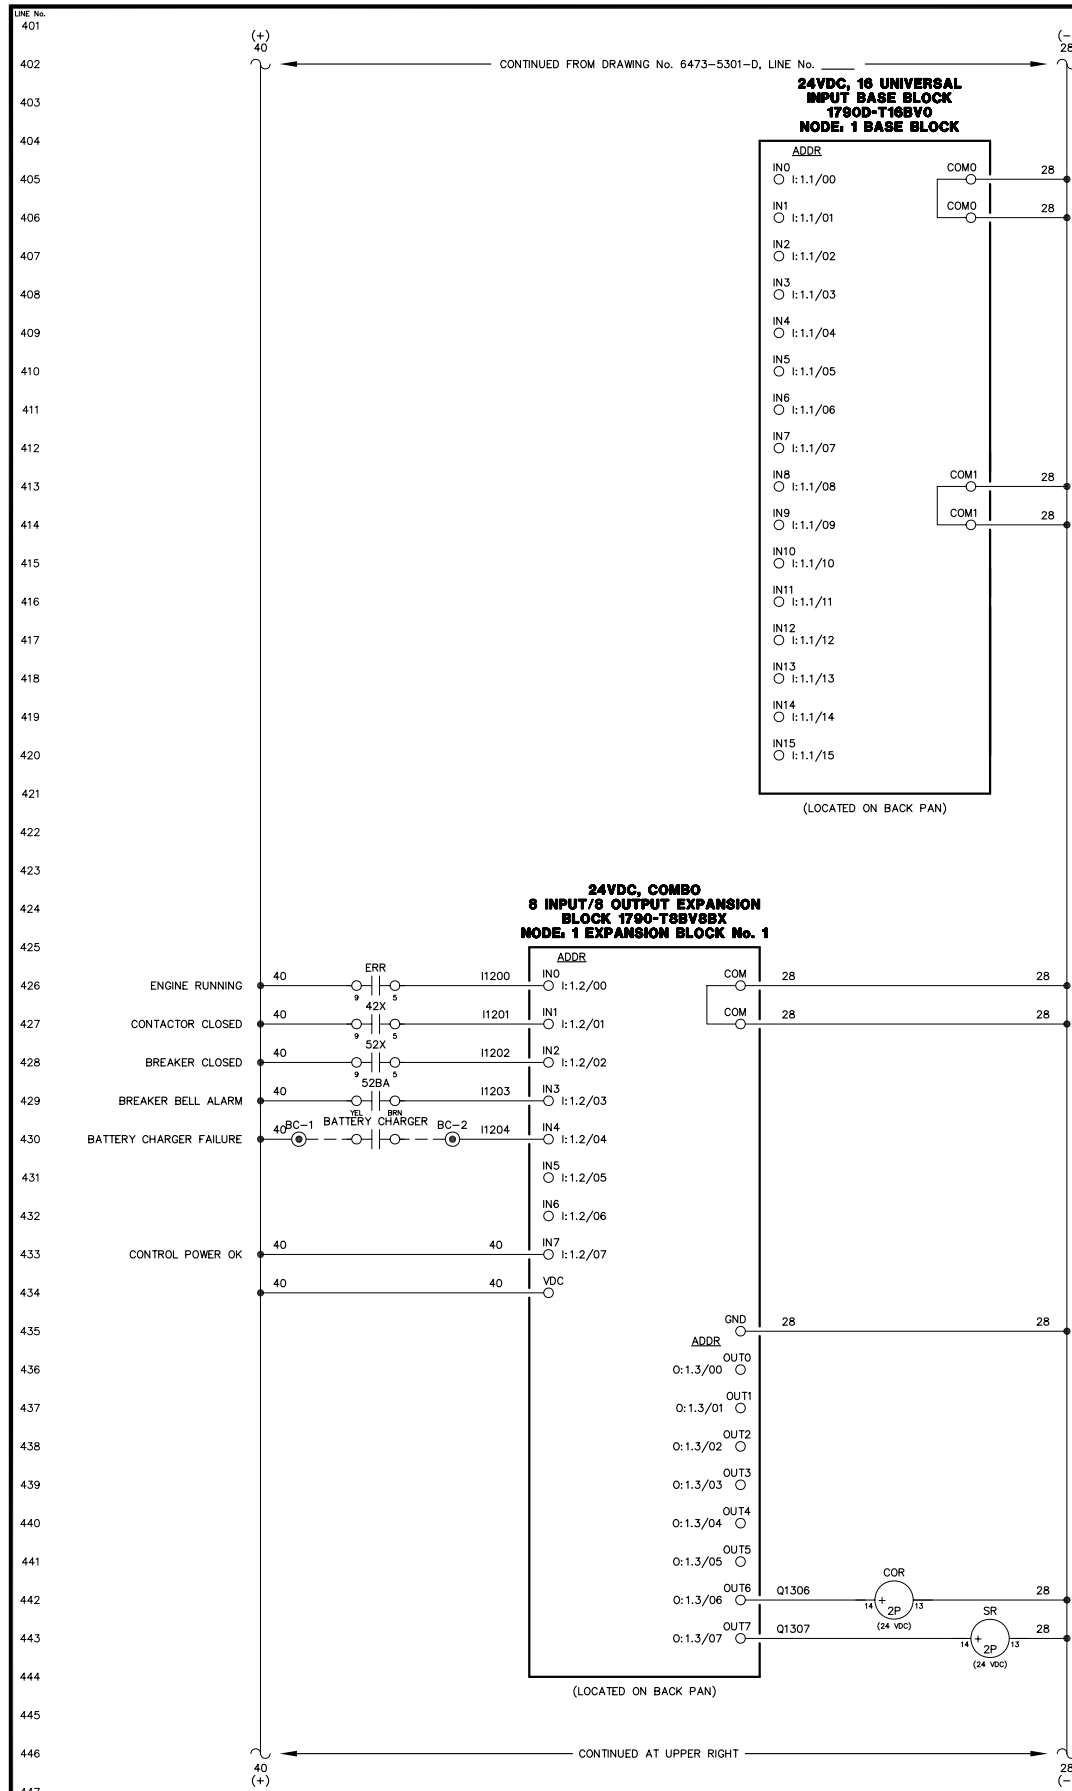 LINE No.
401
(+) (-
40 28
402 CONTINUED FROM DRAWING No. 6473-5301-D, LINE No. _____
24VDC, 16 UNIVERSAL
INPUT BASE BLOCK
403
1790D-T16BV0
NODE: 1 BASE BLOCK
404
ADDR
IN0 COM0 28
405 I:1.1/00
IN1 COM0 28
406 I:1.1/01
IN2
407 I:1.1/02
IN3
408 I:1.1/03
IN4
409 I:1.1/04
IN5
410 I:1.1/05
IN6
411 I:1.1/06
IN7
412 I:1.1/07
IN8 COM1 28
413 I:1.1/08
IN9 COM1 28
414 I:1.1/09
IN10
415 I:1.1/10
IN11
416 I:1.1/11
IN12
417 I:1.1/12
IN13
418 I:1.1/13
IN14
419 I:1.1/14
IN15
420 I:1.1/15
421
(LOCATED ON BACK PAN)
422
423
24VDC, COMBO
424 8 INPUT/8 OUTPUT EXPANSION
BLOCK 1790-T8BV8BX
NODE: 1 EXPANSION BLOCK No. 1
425
ADDR
40 ERR I1200 IN0 COM 28 28
426 ENGINE RUNNING I:1.2/00
9 5
40 42X I1201 IN1 COM 28 28
427 CONTACTOR CLOSED I:1.2/01
9 5
40 52X I1202 IN2
428 BREAKER CLOSED I:1.2/02
9 5
40 52BA I1203 IN3
429 BREAKER BELL ALARM I:1.2/03
YEL BRN
40 BC-1 BATTERY CHARGER BC-2 I1204 IN4
430 BATTERY CHARGER FAILURE I:1.2/04
IN5
431 I:1.2/05
IN6
432 I:1.2/06
40 40 IN7
433 CONTROL POWER OK I:1.2/07
40 40 VDC
434
GND 28 28
435
ADDR
OUT0
436 O:1.3/00
OUT1
437 O:1.3/01
OUT2
438 O:1.3/02
OUT3
439 O:1.3/03
OUT4
440 O:1.3/04
OUT5
441 O:1.3/05
COR
OUT6 Q1306 28
442 O:1.3/06 14 + 2P 13
(24 VDC)
SR
OUT7 Q1307 28
443 O:1.3/07 14 + 2P 13
(24 VDC)
444
(LOCATED ON BACK PAN)
445
446 CONTINUED AT UPPER RIGHT
40 28
(+) (-
447